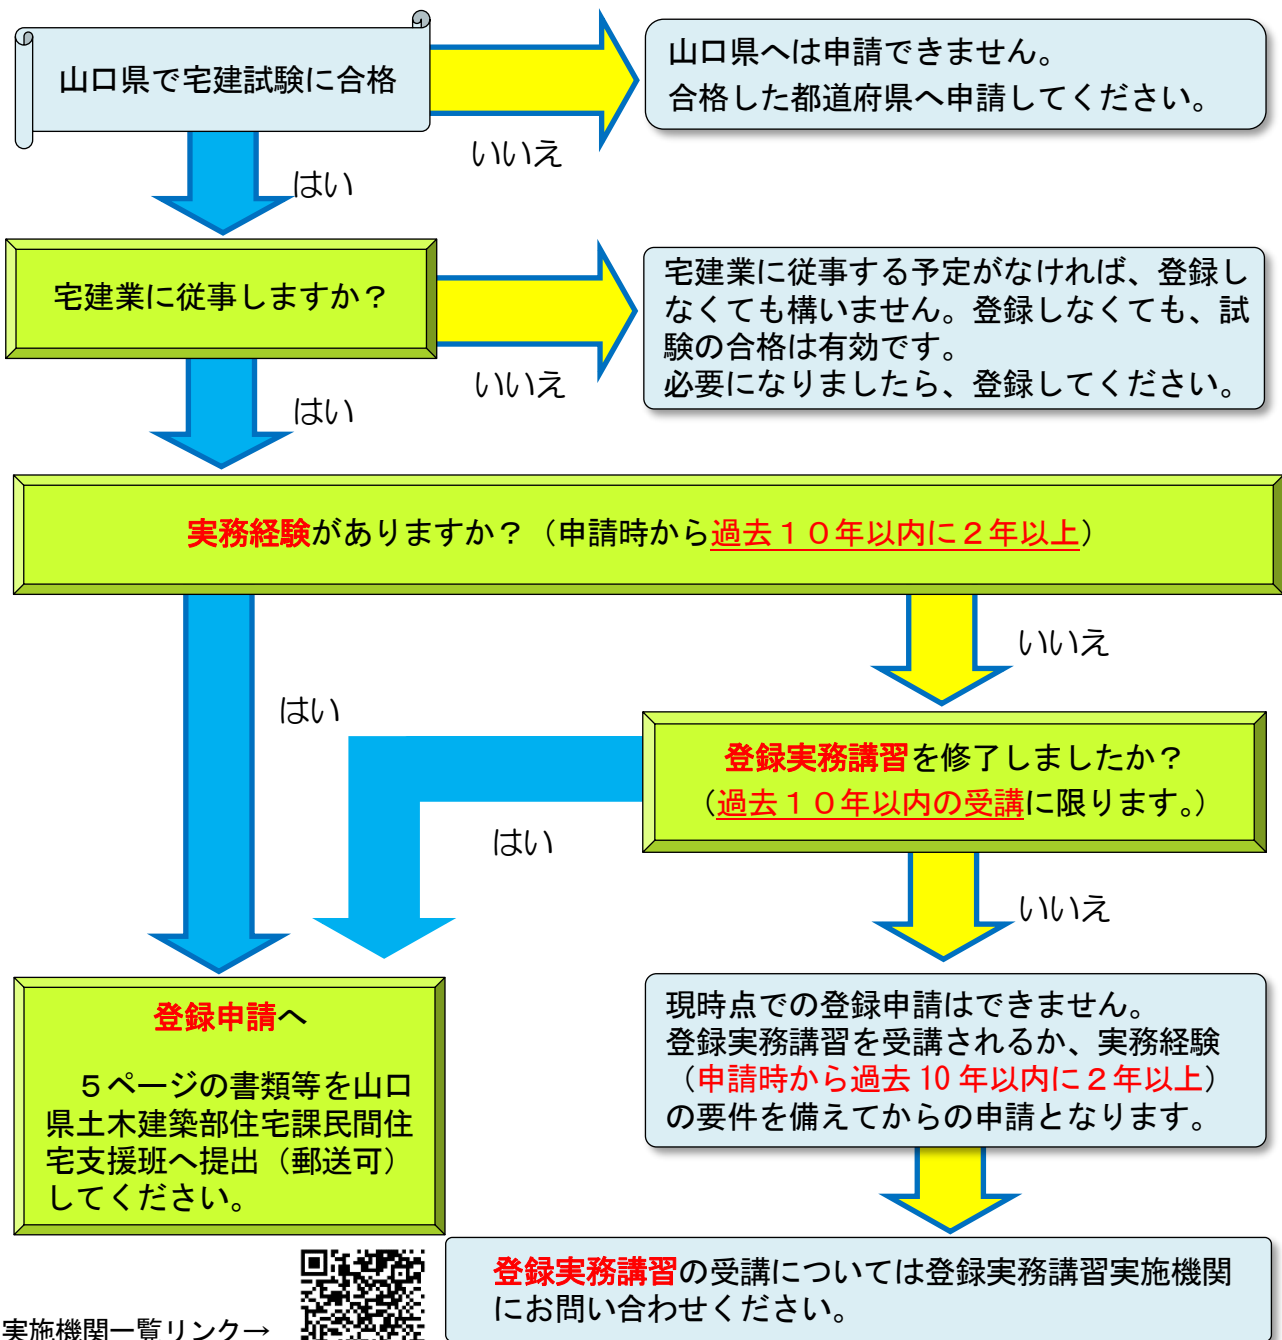 山口県で宅建試験に合格
山口県へは申請できません。
合格した都道府県へ申請してください。
いいえ
はい
宅建業に従事しますか？
宅建業に従事する予定がなければ、登録し
なくても構いません。登録しなくても、試
験の合格は有効です。
必要になりましたら、登録してください。
いいえ
はい
実務経験がありますか？（申請時から過去１０年以内に２年以上）
いいえ
はい
登録実務講習を修了しましたか？
（過去１０年以内の受講に限ります。）
はい
いいえ
登録申請へ
５ページの書類等を山口
県土木建築部住宅課民間住
宅支援班へ提出（郵送可）
してください。
現時点での登録申請はできません。
登録実務講習を受講されるか、実務経験
（申請時から過去 10 年以内に２年以上）
の要件を備えてからの申請となります。
登録実務講習の受講については登録実務講習実施機関
にお問い合わせください。
実施機関一覧リンク→